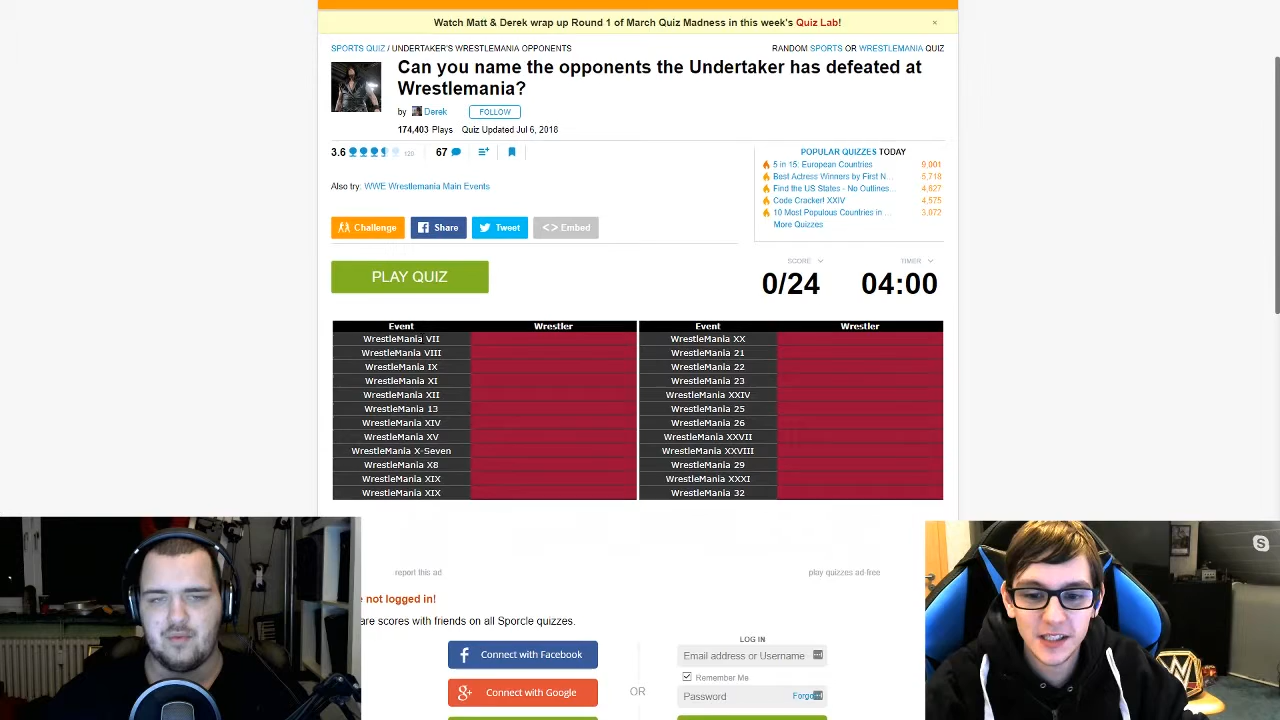 Watch Matt & Derek wrap up Round 1 of March Quiz Madness in this week's Quiz Lab!
×
SPORTS QUIZ / UNDERTAKER'S WRESTLEMANIA OPPONENTS
RANDOM SPORTS OR WRESTLEMANIA QUIZ
Can you name the opponents the Undertaker has defeated at
Wrestlemania?
by Derek FOLLOW
174,403 Plays Quiz Updated Jul 6, 2018
3.6 120 67
POPULAR QUIZZES TODAY
5 in 15: European Countries 9,001
Best Actress Winners by First N... 5,718
Find the US States - No Outlines... 4,627
Code Cracker! XXIV 4,575
10 Most Populous Countries in ... 3,072
More Quizzes
Also try: WWE Wrestlemania Main Events
Challenge Share Tweet <> Embed
PLAY QUIZ
SCORE TIMER
0/24 04:00
Event Wrestler Event Wrestler
WrestleMania VII WrestleMania XX
WrestleMania VIII WrestleMania 21
WrestleMania IX WrestleMania 22
WrestleMania XI WrestleMania 23
WrestleMania XII WrestleMania XXIV
WrestleMania 13 WrestleMania 25
WrestleMania XIV WrestleMania 26
WrestleMania XV WrestleMania XXVII
WrestleMania X-Seven WrestleMania XXVIII
WrestleMania X8 WrestleMania 29
WrestleMania XIX WrestleMania XXXI
WrestleMania XIX WrestleMania 32
report this ad play quizzes ad-free
e not logged in!
are scores with friends on all Sporcle quizzes.
LOG IN
Connect with Facebook
Email address or Username
Remember Me
Connect with Google
OR
Password Forgo